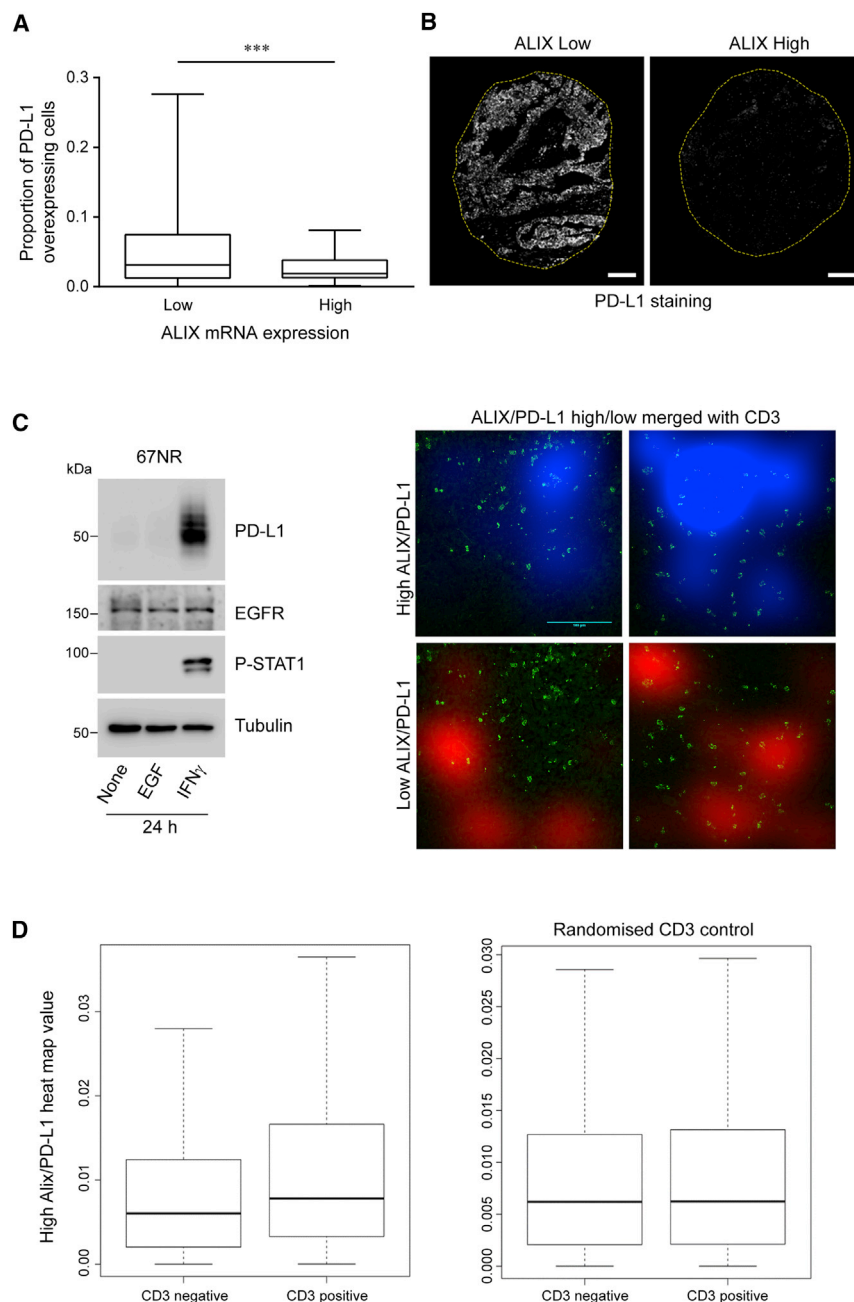 A
***
Proportion of PD-L1
overexpressing cells
0.3
0.2
0.1
0.0
Low
High
ALIX mRNA expression
B
ALIX Low
ALIX High
PD-L1 staining
C
67NR
kDa
50
PD-L1
150
EGFR
100
P-STAT1
50
Tubulin
None
EGF
IFNγ
24 h
ALIX/PD-L1 high/low merged with CD3
High ALIX/PD-L1
Low ALIX/PD-L1
D
High Alix/PD-L1 heat map value
0.03
0.02
0.01
0.00
CD3 negative
CD3 positive
Randomised CD3 control
0.030
0.025
0.020
0.015
0.010
0.005
0.000
CD3 negative
CD3 positive